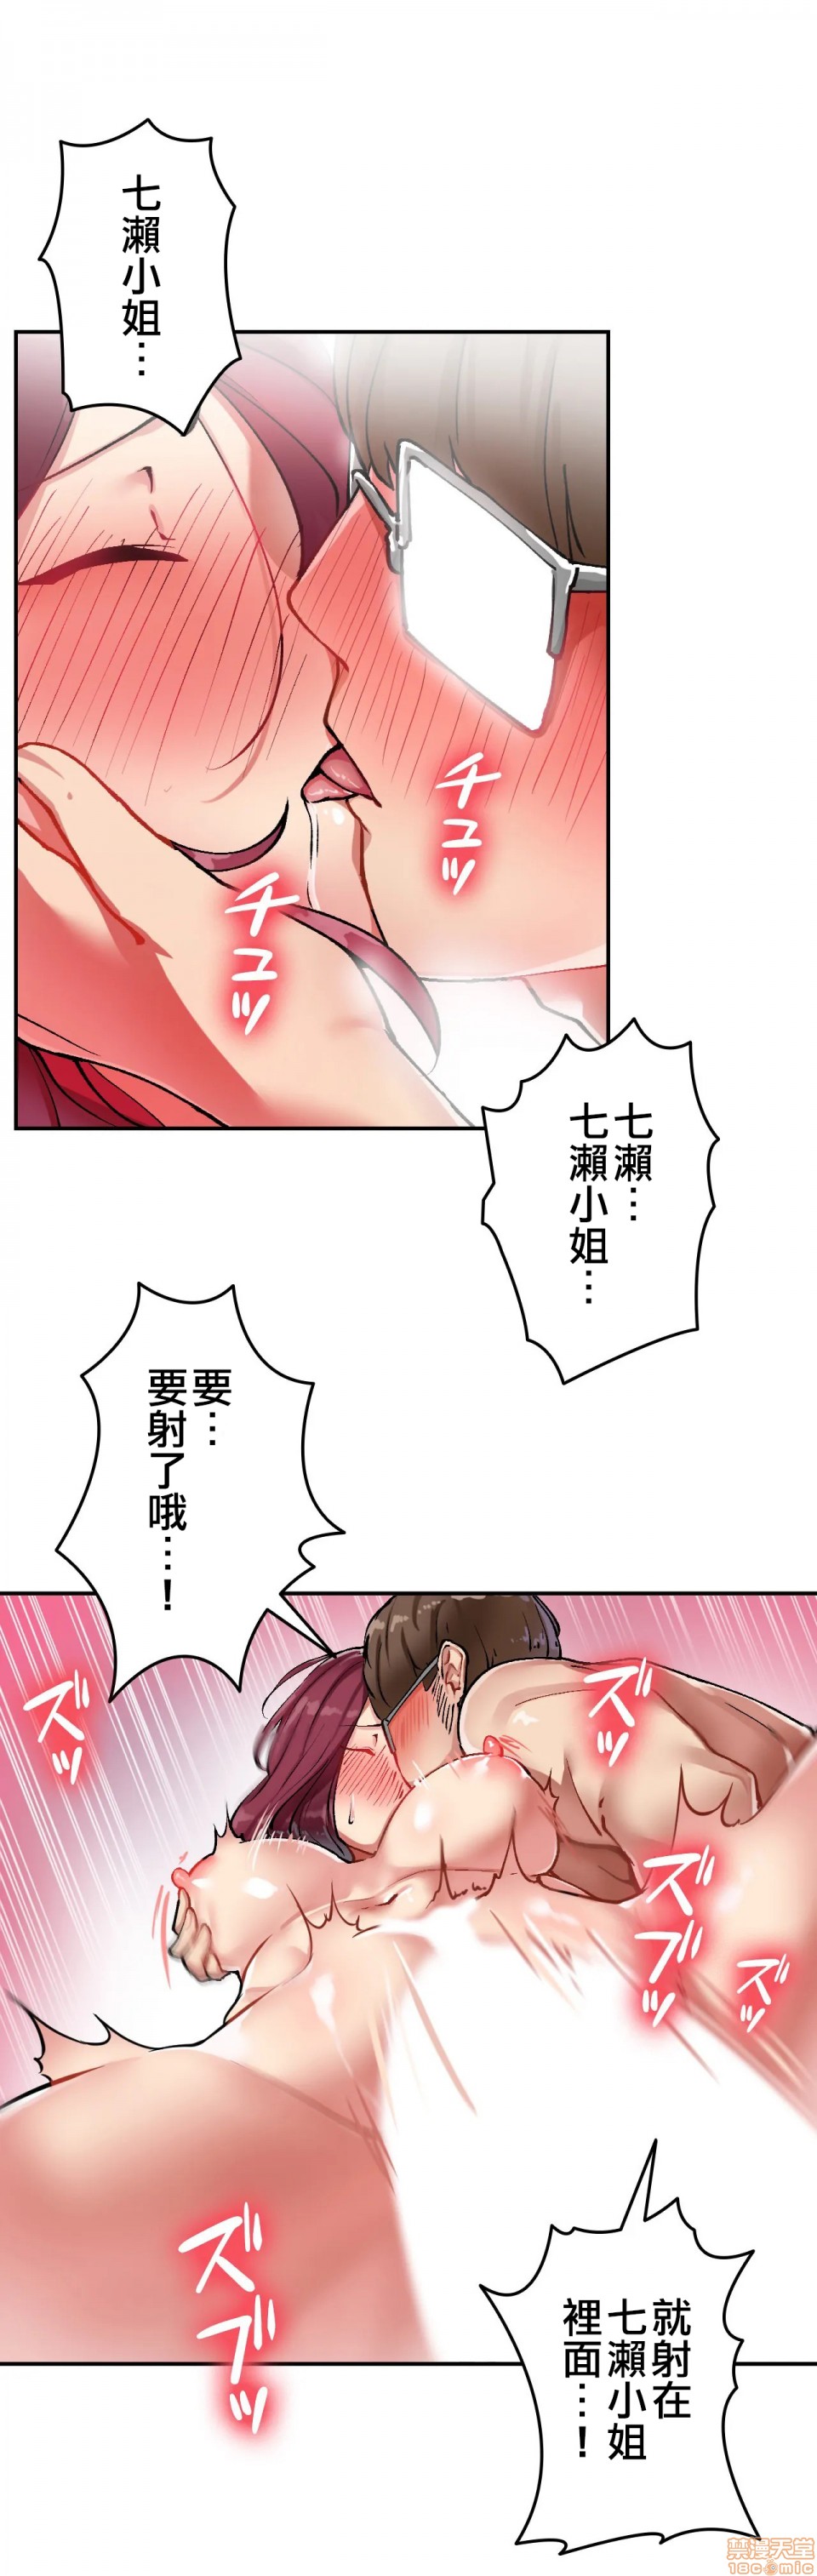 七瀨小姐…
チュッ
チュッ
七瀨…
七瀨小姐…
要…
要射了哦…！
ズッ
ズッ
ズブッ
ズッ
ズブッ
就射在
七瀨小姐
裡面…！
禁漫天堂
18comic